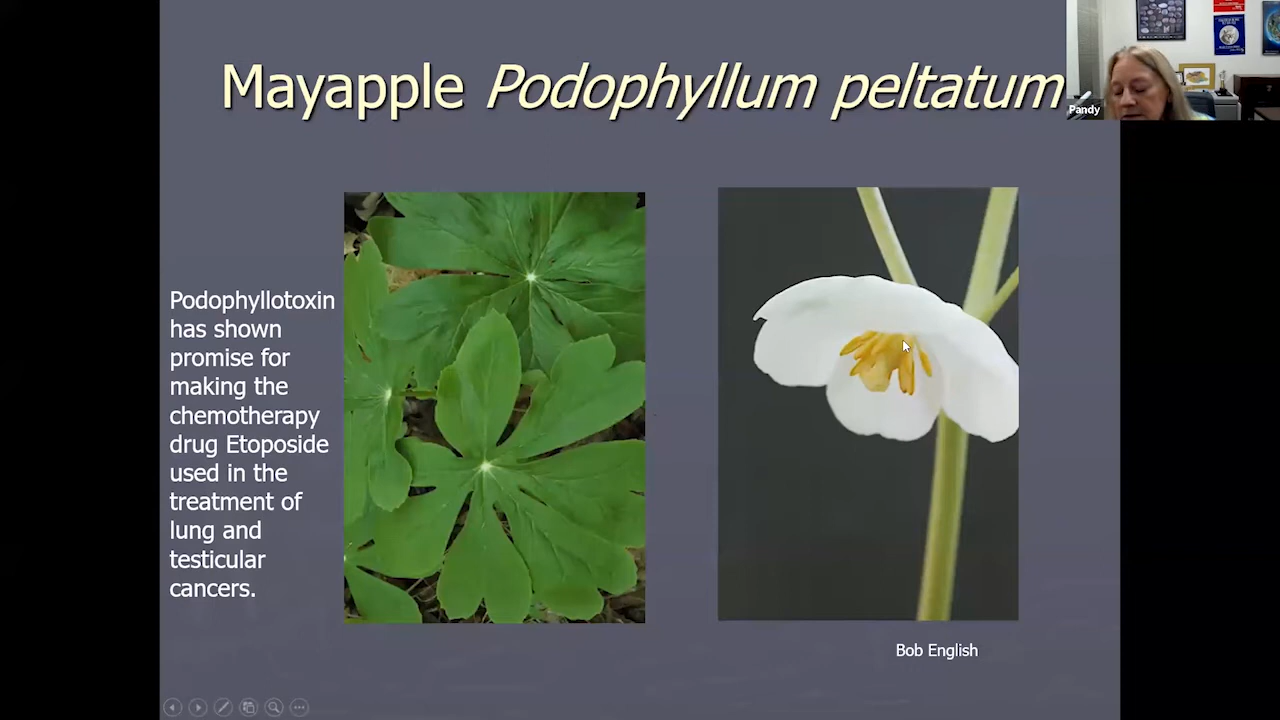 Mayapple Podophyllum peltatum
Pandy
Podophyllotoxin
has shown
promise for
making the
chemotherapy
drug Etoposide
used in the
treatment of
lung and
testicular
cancers.
Bob English